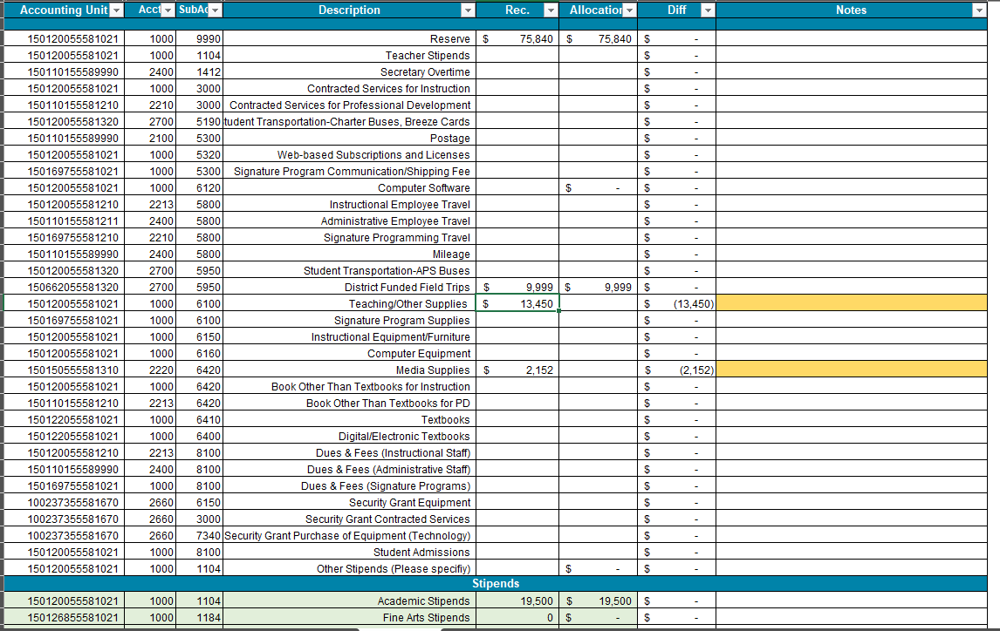 Accounting Unit Acct SubAc Description Rec. Allocation Diff Notes
150120055581021 1000 9990 Reserve $ 75,840 $ 75,840 $ -
150120055581021 1000 1104 Teacher Stipends $ -
150110155589990 2400 1412 Secretary Overtime $ -
150120055581021 1000 3000 Contracted Services for Instruction $ -
150110155581210 2210 3000 Contracted Services for Professional Development $ -
150120055581320 2700 5190 tudent Transportation-Charter Buses, Breeze Cards $ -
150110155589990 2100 5300 Postage $ -
150120055581021 1000 5320 Web-based Subscriptions and Licenses $ -
150169755581021 1000 5300 Signature Program Communication/Shipping Fee $ -
150120055581021 1000 6120 Computer Software $ - $ -
150120055581210 2213 5800 Instructional Employee Travel $ -
150110155581211 2400 5800 Administrative Employee Travel $ -
150169755581210 2210 5800 Signature Programming Travel $ -
150110155589990 2400 5800 Mileage $ -
150120055581320 2700 5950 Student Transportation-APS Buses $ -
150662055581320 2700 5950 District Funded Field Trips $ 9,999 $ 9,999 $ -
150120055581021 1000 6100 Teaching/Other Supplies $ 13,450 $ (13,450)
150169755581021 1000 6100 Signature Program Supplies $ -
150120055581021 1000 6150 Instructional Equipment/Furniture $ -
150120055581021 1000 6160 Computer Equipment $ -
150150555581310 2220 6420 Media Supplies $ 2,152 $ (2,152)
150120055581021 1000 6420 Book Other Than Textbooks for Instruction $ -
150110155581210 2213 6420 Book Other Than Textbooks for PD $ -
150122055581021 1000 6410 Textbooks $ -
150122055581021 1000 6400 Digital/Electronic Textbooks $ -
150120055581210 2213 8100 Dues & Fees (Instructional Staff) $ -
150110155589990 2400 8100 Dues & Fees (Administrative Staff) $ -
150169755581021 1000 8100 Dues & Fees (Signature Programs) $ -
100237355581670 2660 6150 Security Grant Equipment $ -
100237355581670 2660 3000 Security Grant Contracted Services $ -
100237355581670 2660 7340 Security Grant Purchase of Equipment (Technology) $ -
150120055581021 1000 8100 Student Admissions $ -
150120055581021 1000 1104 Other Stipends (Please specifiy) $ - $ -
Stipends
150120055581021 1000 1104 Academic Stipends 19,500 $ 19,500 $ -
150126855581021 1000 1184 Fine Arts Stipends 0 $ - $ -